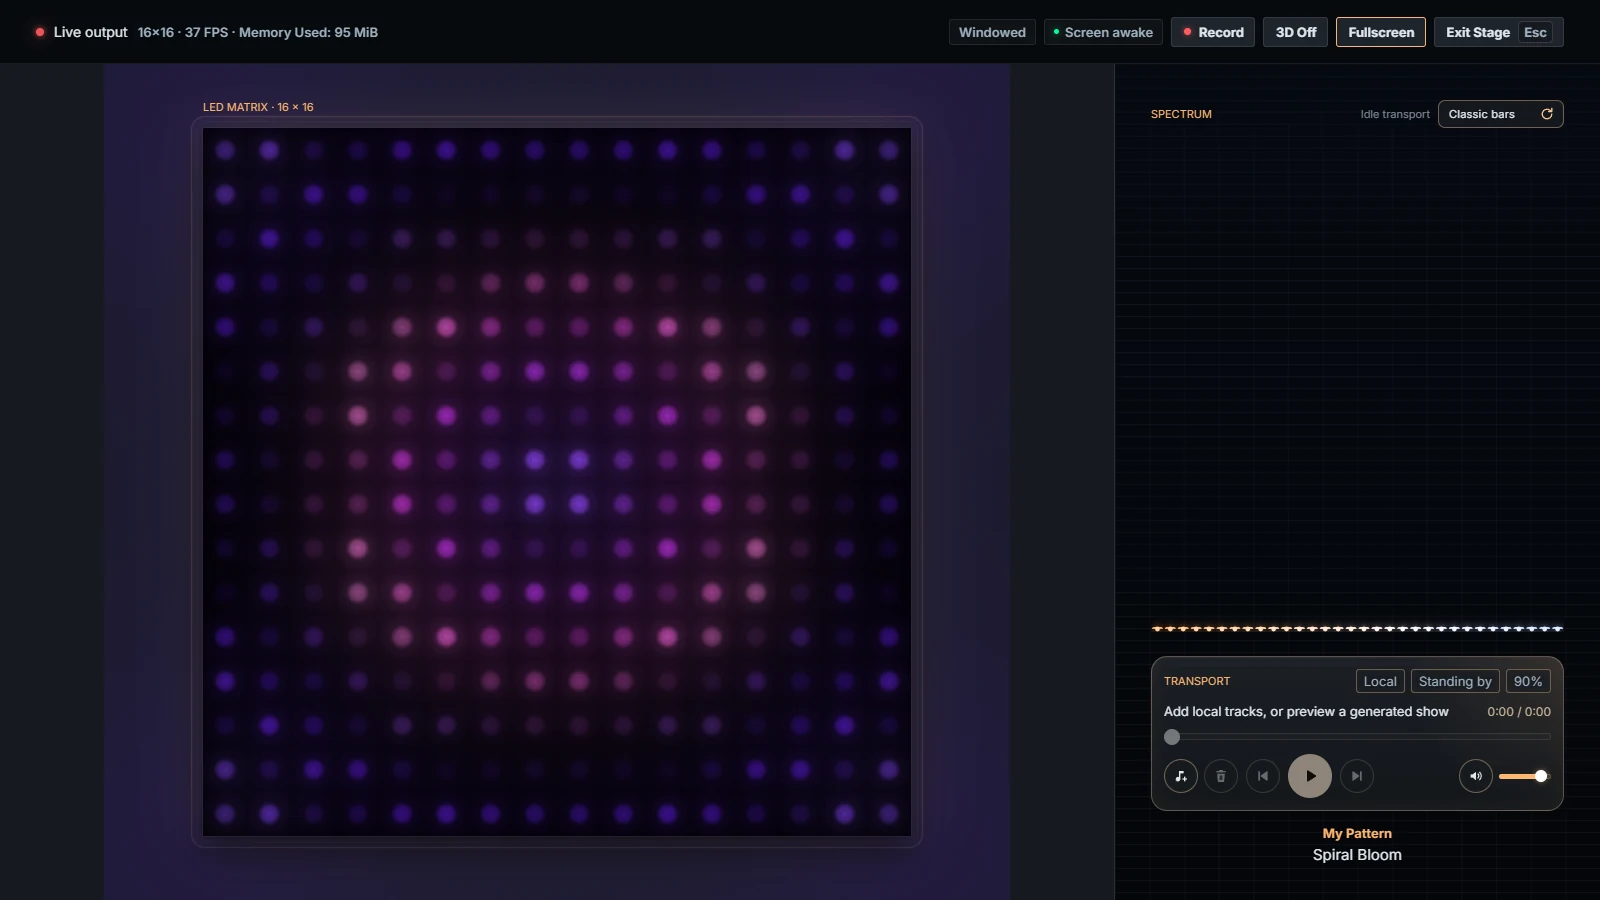 Live output 16×16 · 37 FPS · Memory Used: 95 MiB
Windowed
Screen awake
Record
3D Off
Fullscreen
Exit Stage Esc
LED MATRIX · 16 × 16
SPECTRUM
Idle transport
Classic bars
TRANSPORT
Local
Standing by
90%
Add local tracks, or preview a generated show
0:00 / 0:00
My Pattern
Spiral Bloom